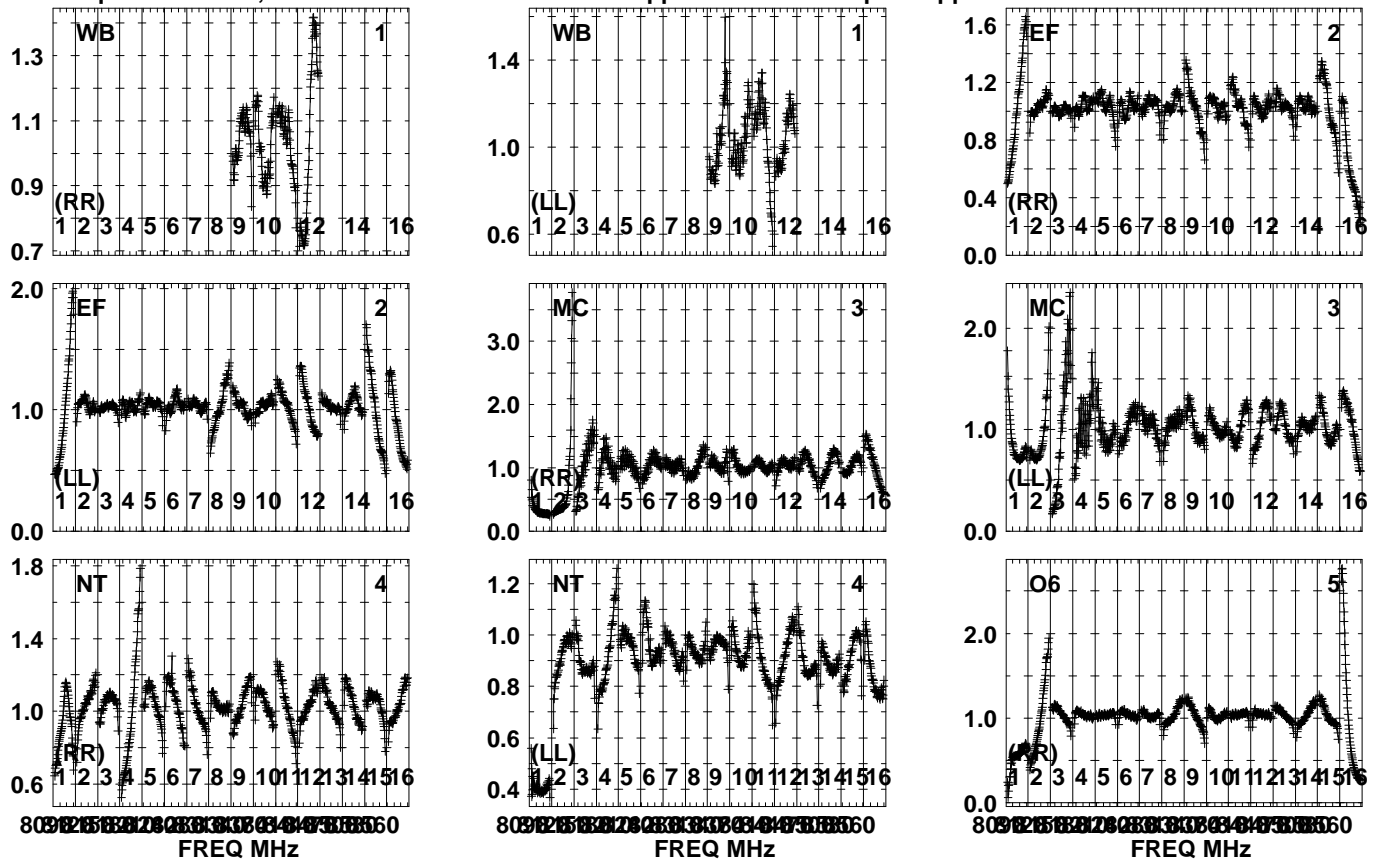 WB 1
1.3
1.1
0.9
0.7
(RR)
1 2 3 4 5 6 7 8 9 10 12 14 16
WB 1
1.4
1.0
0.6
(LL)
1 2 3 4 5 6 7 8 9 10 12 14 16
EF 2
1.6
1.2
0.8
0.4
0.0
(RR)
1 2 3 4 5 6 7 8 9 10 12 14 16
EF 2
2.0
1.0
0.0
(LL)
1 2 3 4 5 6 7 8 9 10 12 14 16
MC 3
3.0
2.0
1.0
0.0
(RR)
1 2 3 4 5 6 7 8 9 10 12 14 16
MC 3
2.0
1.0
0.0
(LL)
1 2 3 4 5 6 7 8 9 10 12 14 16
NT 4
1.8
1.4
1.0
0.6
(RR)
1 2 3 4 5 6 7 8 9 10 11 12 13 14 15 16
FREQ MHz
NT 4
1.2
1.0
0.8
0.6
0.4
(LL)
1 2 3 4 5 6 7 8 9 10 11 12 13 14 15 16
FREQ MHz
O6 5
2.0
1.0
0.0
(RR)
1 2 3 4 5 6 7 8 9 10 11 12 13 14 15 16
FREQ MHz